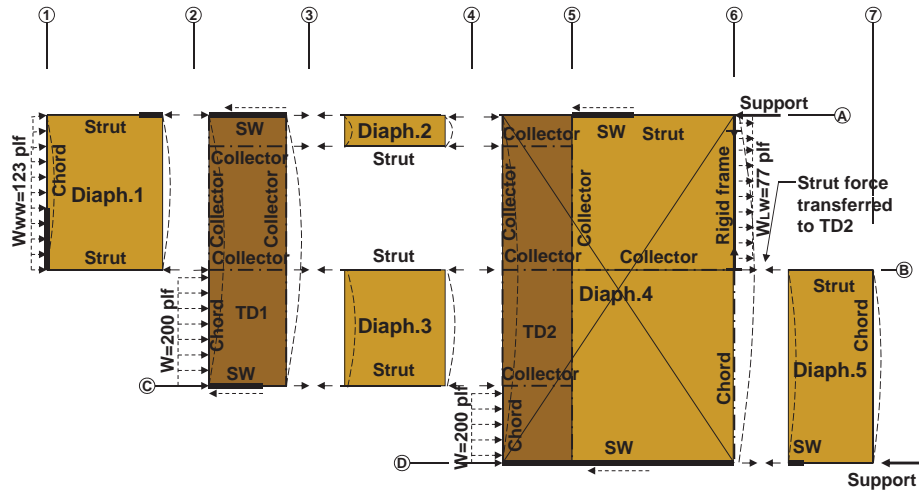 1 2 3 4 5 6 7
Support
A
Strut
SW
Diaph.2
Collector
SW
Strut
Collector
Strut
Chord
WWW=123 plf
Diaph.1
Collector
Collector
Collector
Collector
Rigid frame
WLW=77 plf
Strut force
transferred
to TD2
Strut
Collector
Strut
Collector
Collector
B
Strut
W=200 plf
Chord
TD1
Diaph.3
TD2
Diaph.4
Chord
Chord
Diaph.5
C
SW
Strut
Collector
W=200 plf
Chord
D
SW
SW
Support